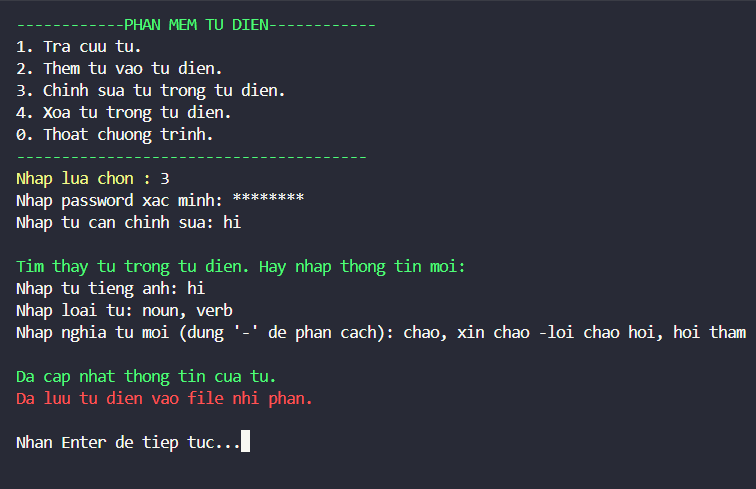 ------------PHAN MEM TU DIEN------------
1. Tra cuu tu.
2. Them tu vao tu dien.
3. Chinh sua tu trong tu dien.
4. Xoa tu trong tu dien.
0. Thoat chuong trinh.
---------------------------------------
Nhap lua chon : 3
Nhap password xac minh: ********
Nhap tu can chinh sua: hi
Tim thay tu trong tu dien. Hay nhap thong tin moi:
Nhap tu tieng anh: hi
Nhap loai tu: noun, verb
Nhap nghia tu moi (dung '-' de phan cach): chao, xin chao -loi chao hoi, hoi tham
Da cap nhat thong tin cua tu.
Da luu tu dien vao file nhi phan.
Nhan Enter de tiep tuc...